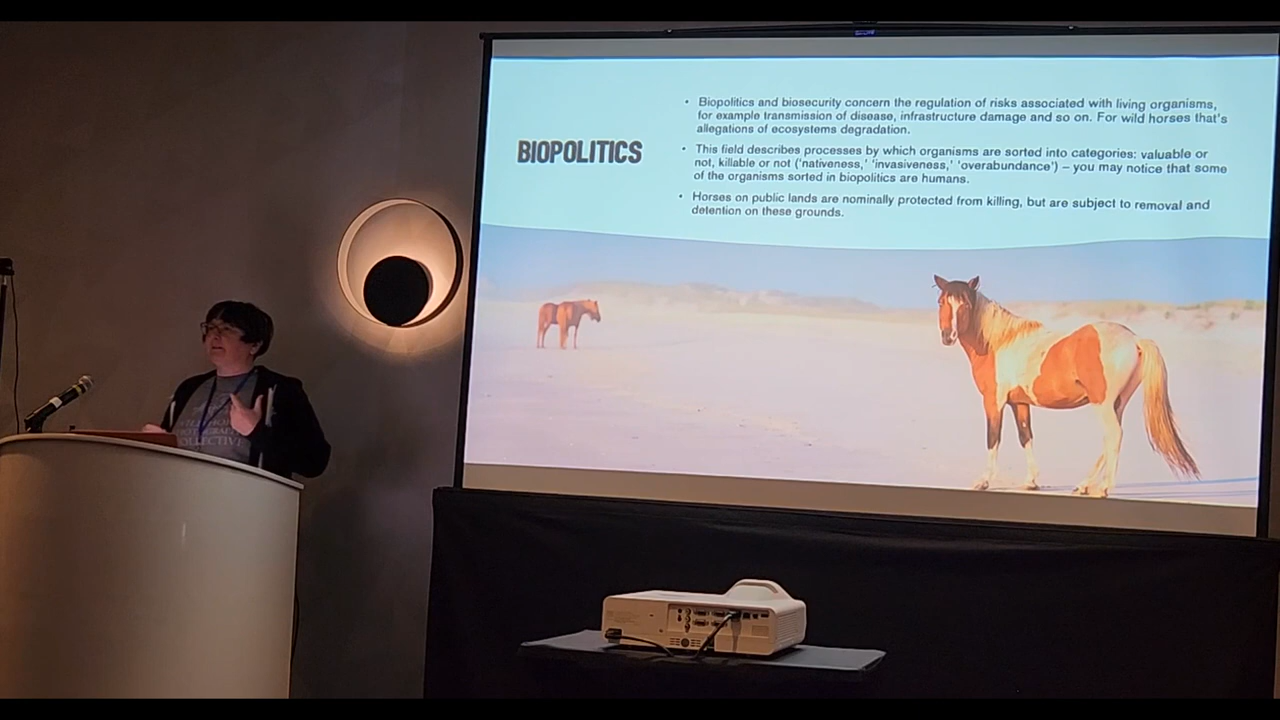 BIOPOLITICS
• Biopolitics and biosecurity concern the regulation of risks associated with living organisms,
for example transmission of disease, infrastructure damage and so on. For wild horses that's
allegations of ecosystems degradation.
• This field describes processes by which organisms are sorted into categories: valuable or
not, killable or not ('nativeness,' 'invasiveness,' 'overabundance') – you may notice that some
of the organisms sorted in biopolitics are humans.
• Horses on public lands are nominally protected from killing, but are subject to removal and
detention on these grounds.
COLLECTIVE